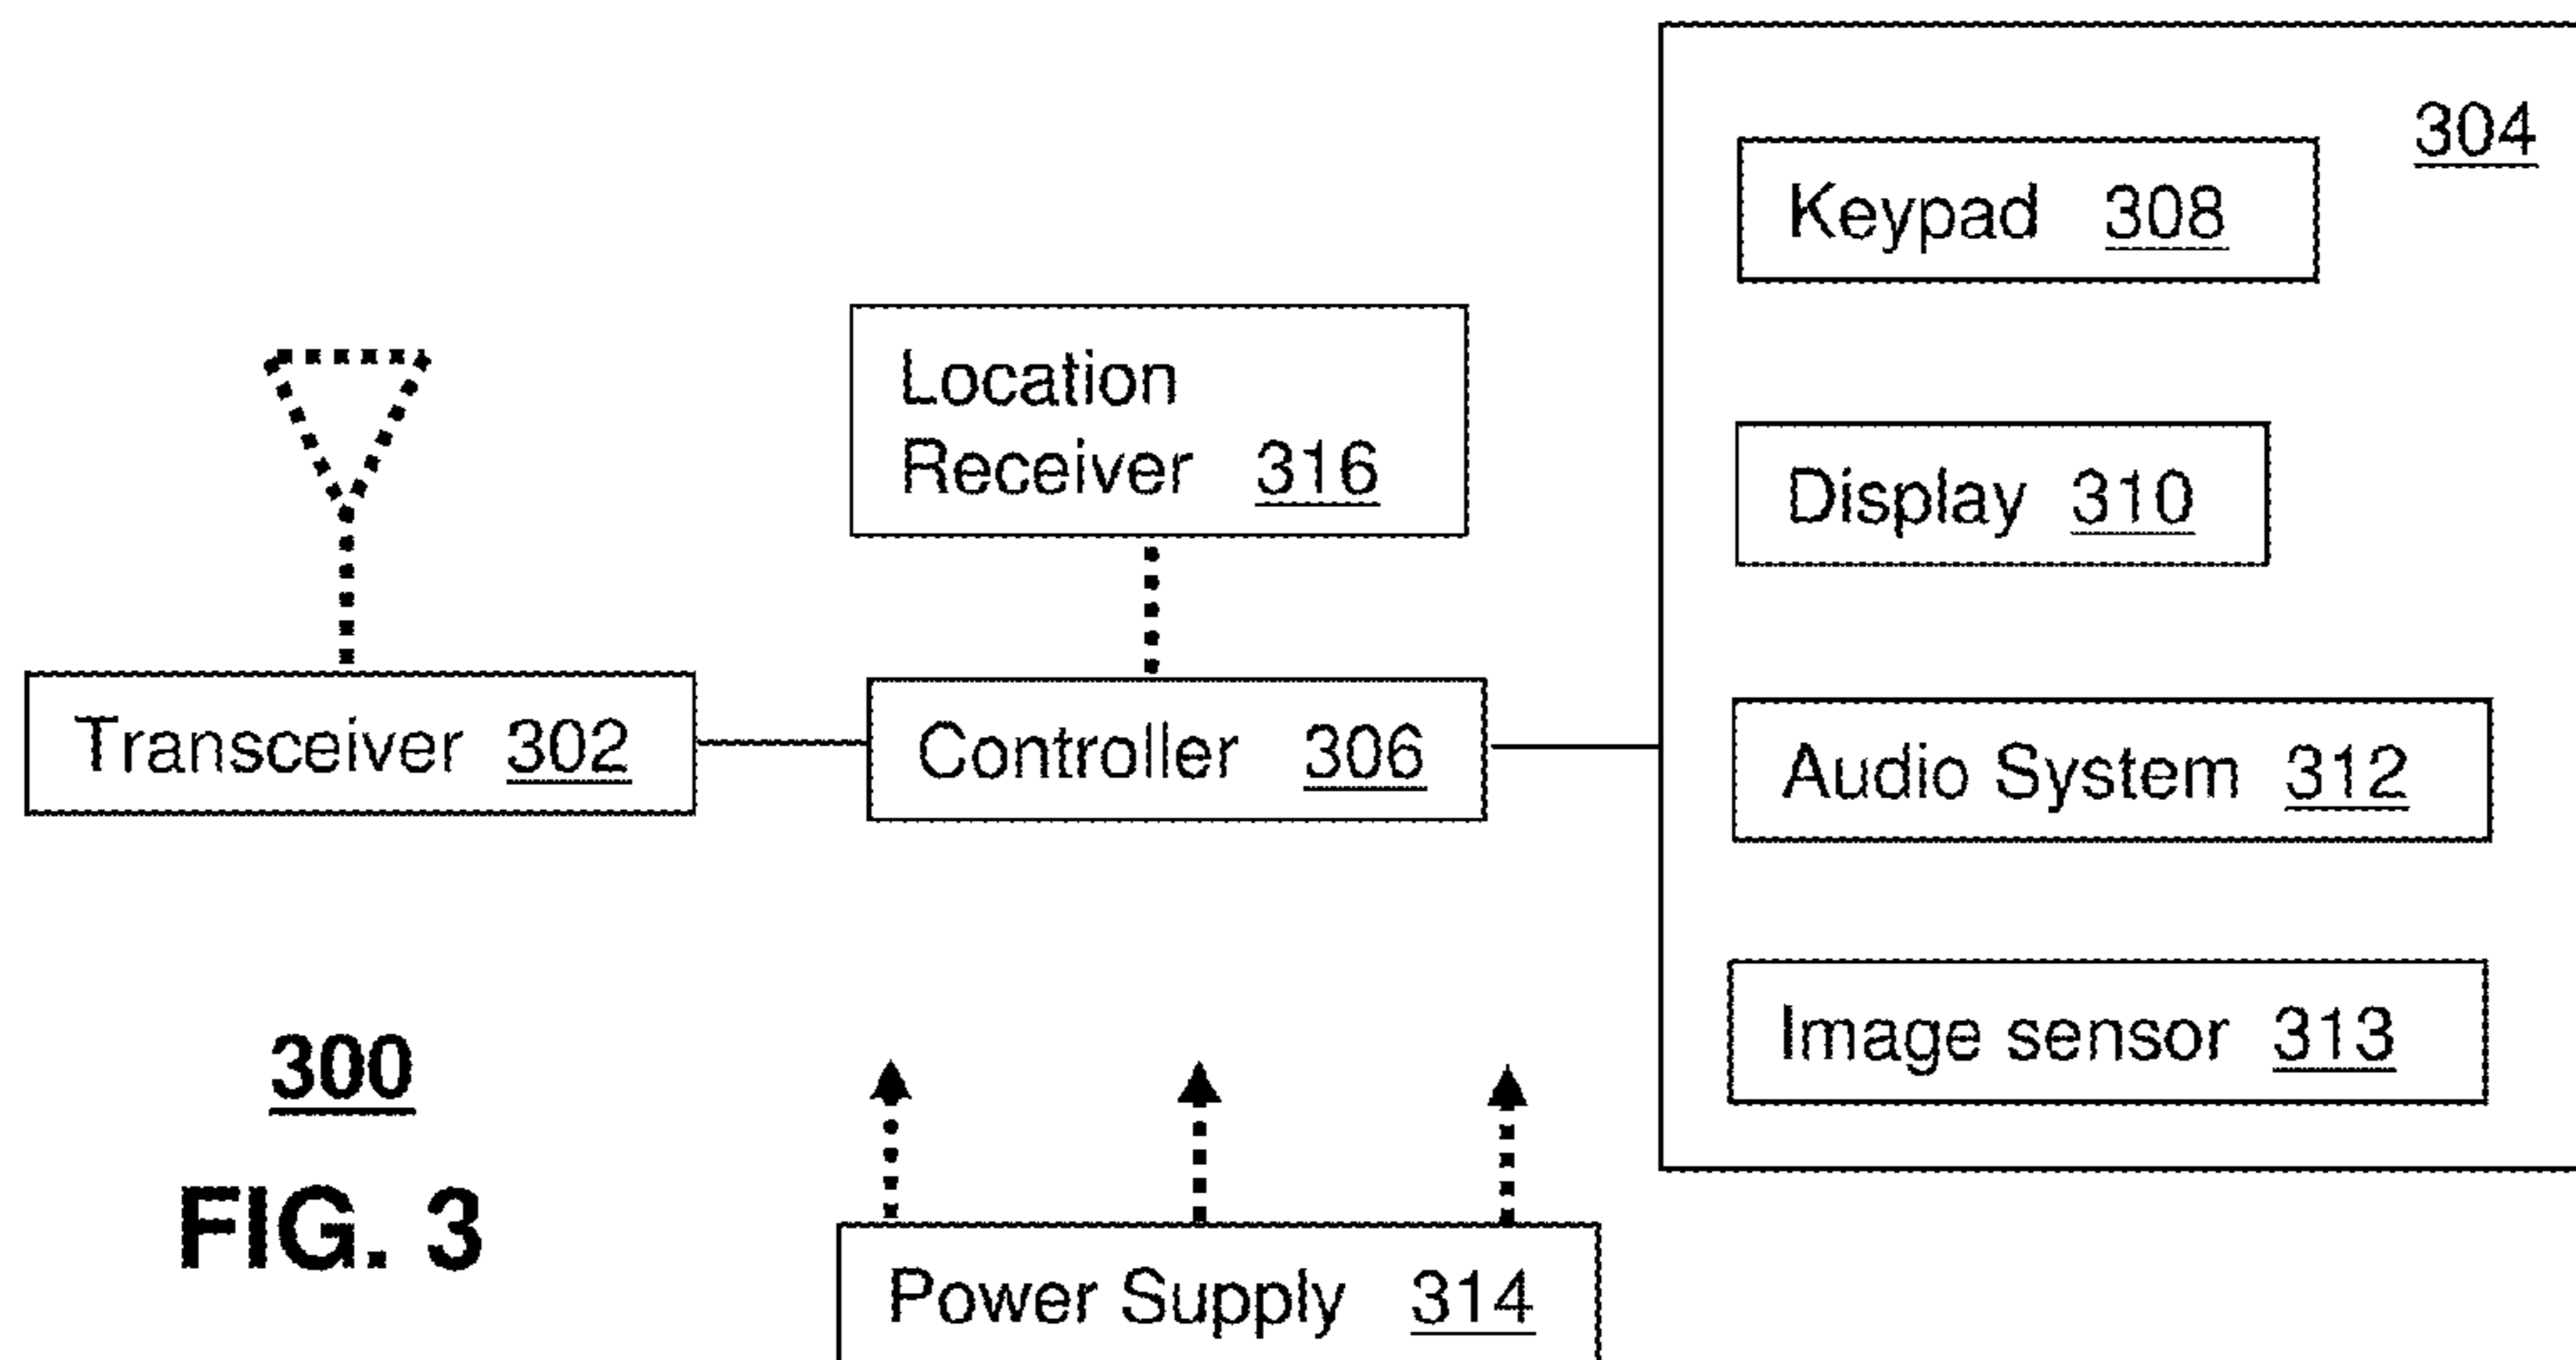 304
Keypad 308
Location
Receiver 316
Display 310
Transceiver 302
Controller 306
Audio System 312
Image sensor 313
300
FIG. 3
Power Supply 314